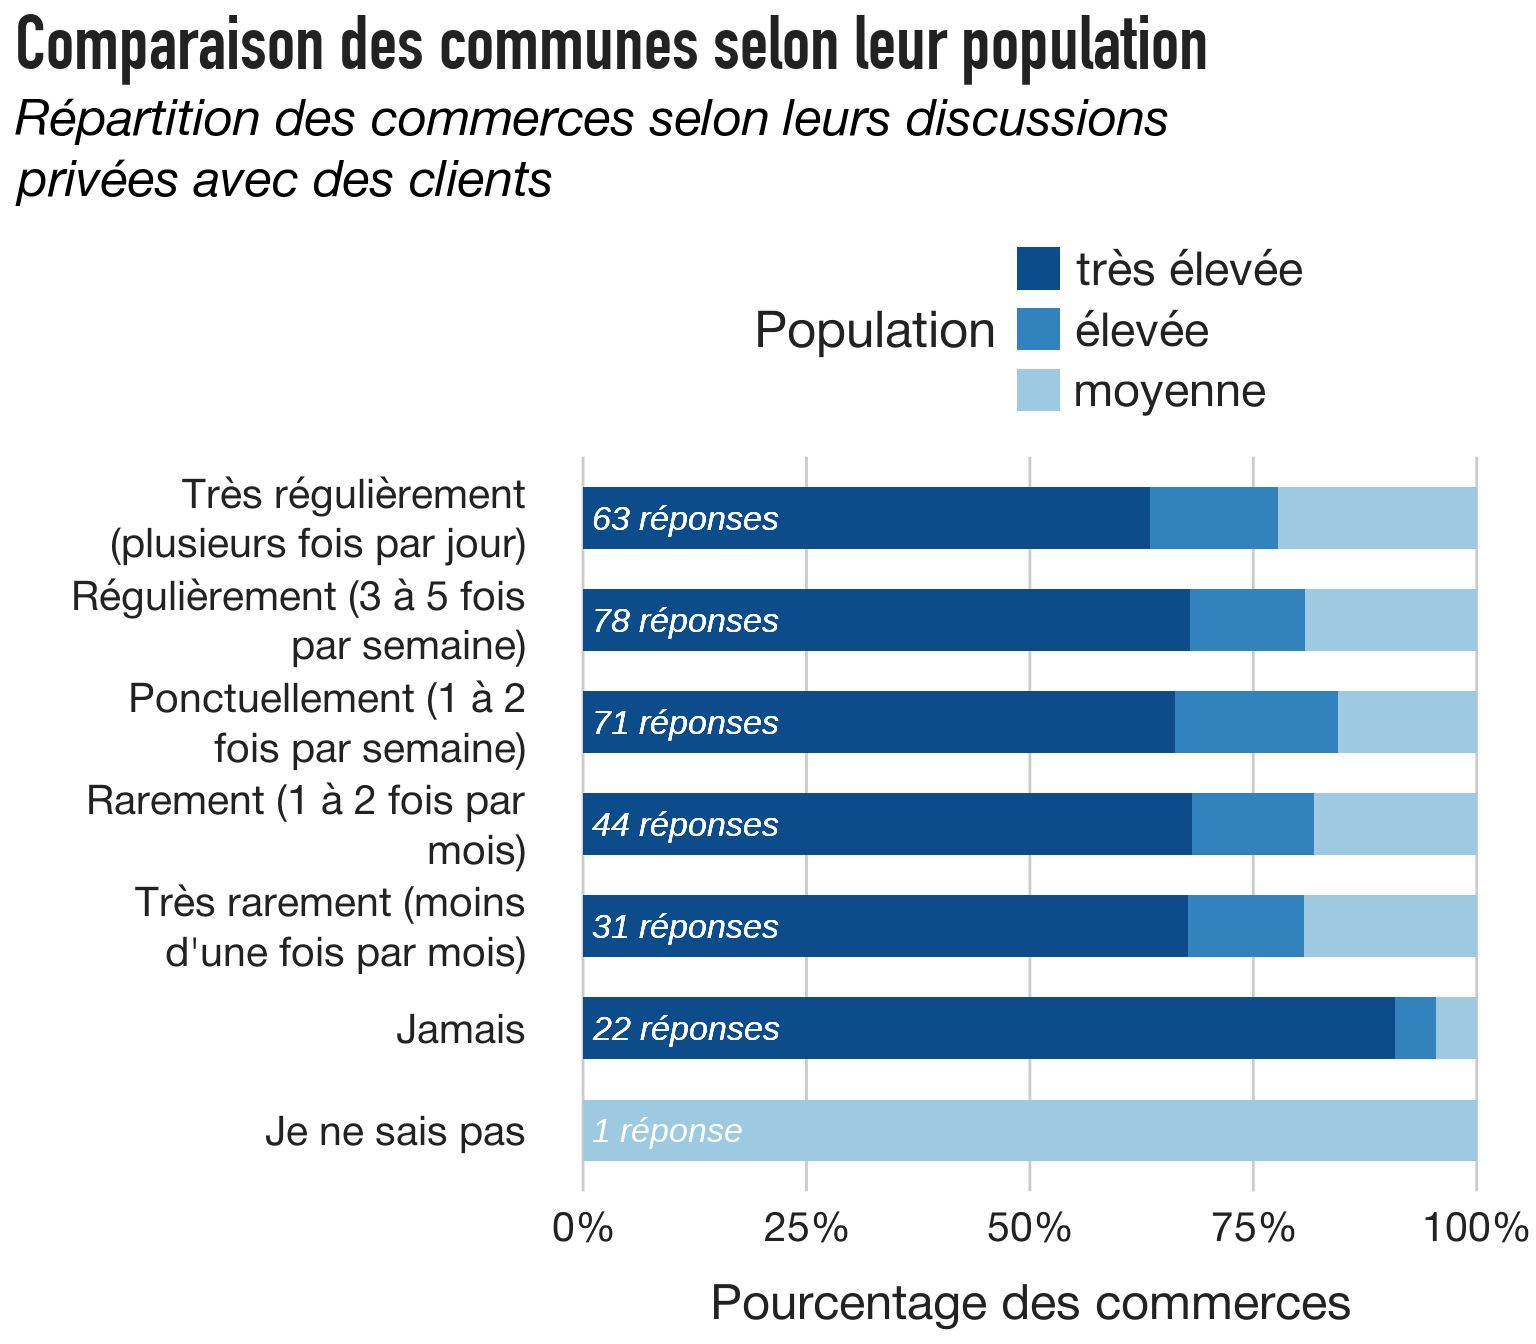 Comparaison des communes selon leur population
Répartition des commerces selon leurs discussions
privées avec des clients
très élevée
Population
élevée
moyenne
Très régulièrement
(plusieurs fois par jour)
63 réponses
Régulièrement (3 à 5 fois
par semaine)
78 réponses
Ponctuellement (1 à 2
fois par semaine)
71 réponses
Rarement (1 à 2 fois par
mois)
44 réponses
Très rarement (moins
d'une fois par mois)
31 réponses
Jamais
22 réponses
Je ne sais pas
1 réponse
0%
25%
50%
75%
100%
Pourcentage des commerces